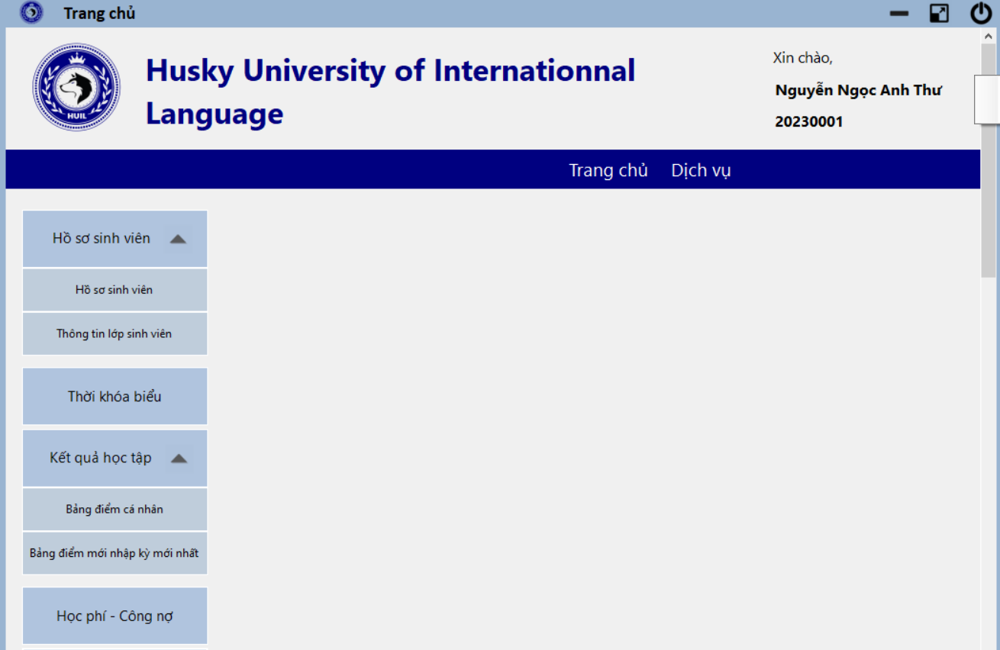 Trang chủ
Husky University of Internationnal
Language
HUIL
Xin chào,
Nguyễn Ngọc Anh Thư
20230001
Trang chủ Dịch vụ
Hồ sơ sinh viên
Hồ sơ sinh viên
Thông tin lớp sinh viên
Thời khóa biểu
Kết quả học tập
Bảng điểm cá nhân
Bảng điểm mới nhập kỳ mới nhất
Học phí - Công nợ